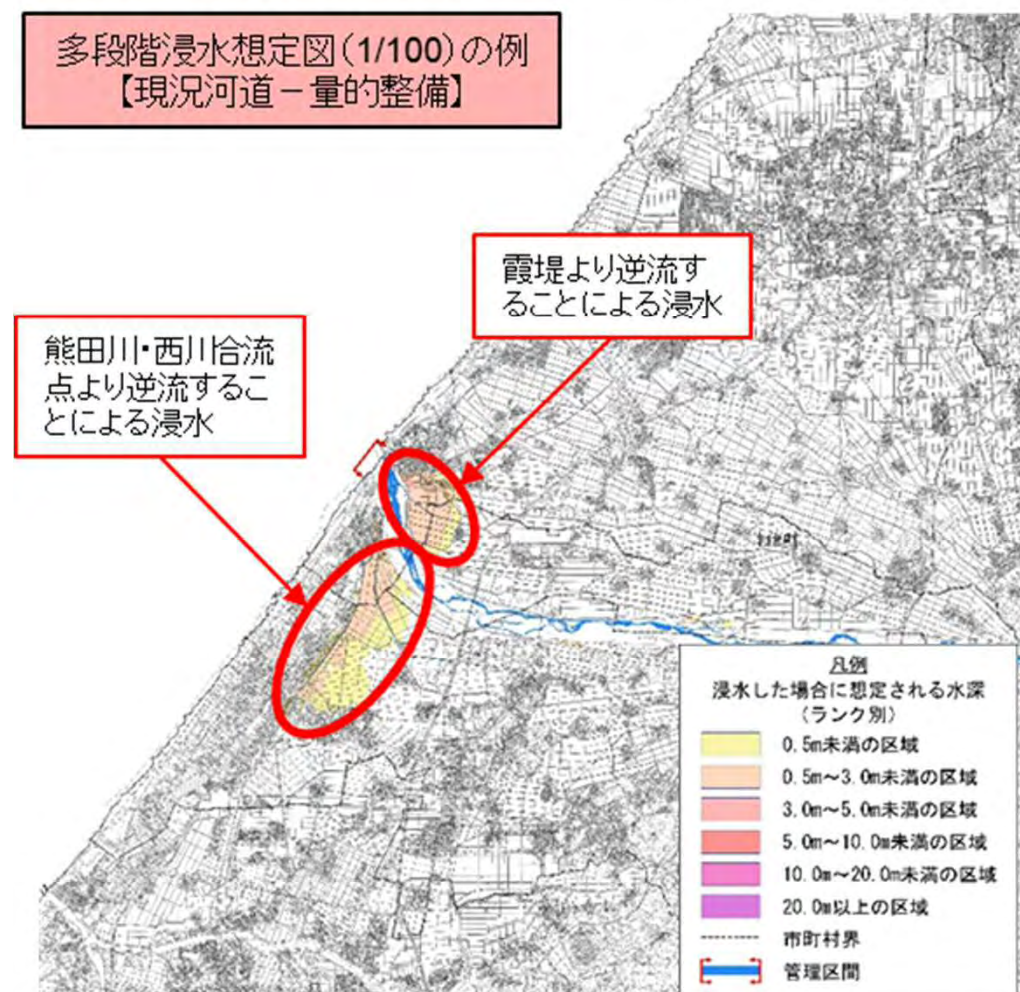 多段階浸水想定図(1/100)の例
【現況河道－量的整備】
霞堤より逆流す
ることによる浸水
熊田川・西川合流
点より逆流するこ
とによる浸水
凡例
浸水した場合に想定される水深
(ランク別)
0.5m未満の区域
0.5m～3.0m未満の区域
3.0m～5.0m未満の区域
5.0m～10.0m未満の区域
10.0m～20.0m未満の区域
20.0m以上の区域
市町村界
管理区間